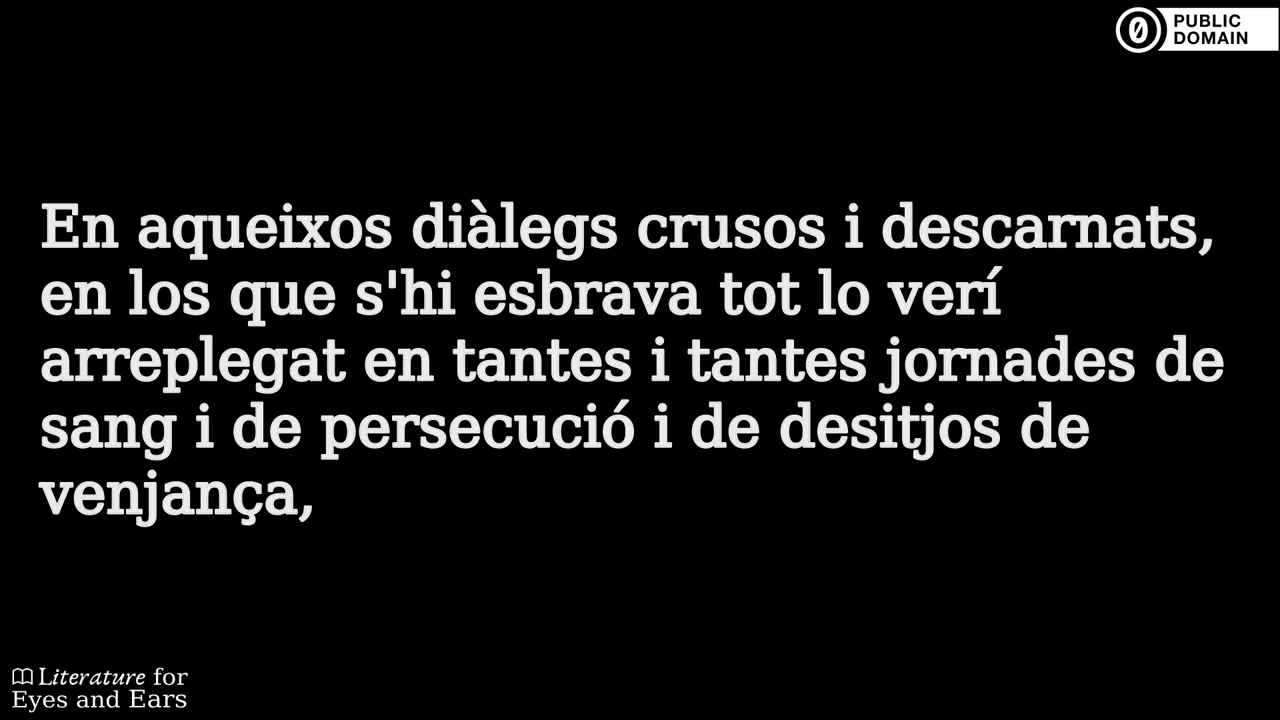 PUBLIC
DOMAIN
En aqueixos diàlegs crusos i descarnats,
en los que s'hi esbrava tot lo verí
arreplegat en tantes i tantes jornades de
sang i de persecució i de desitjos de
venjança,
Literature for
Eyes and Ears